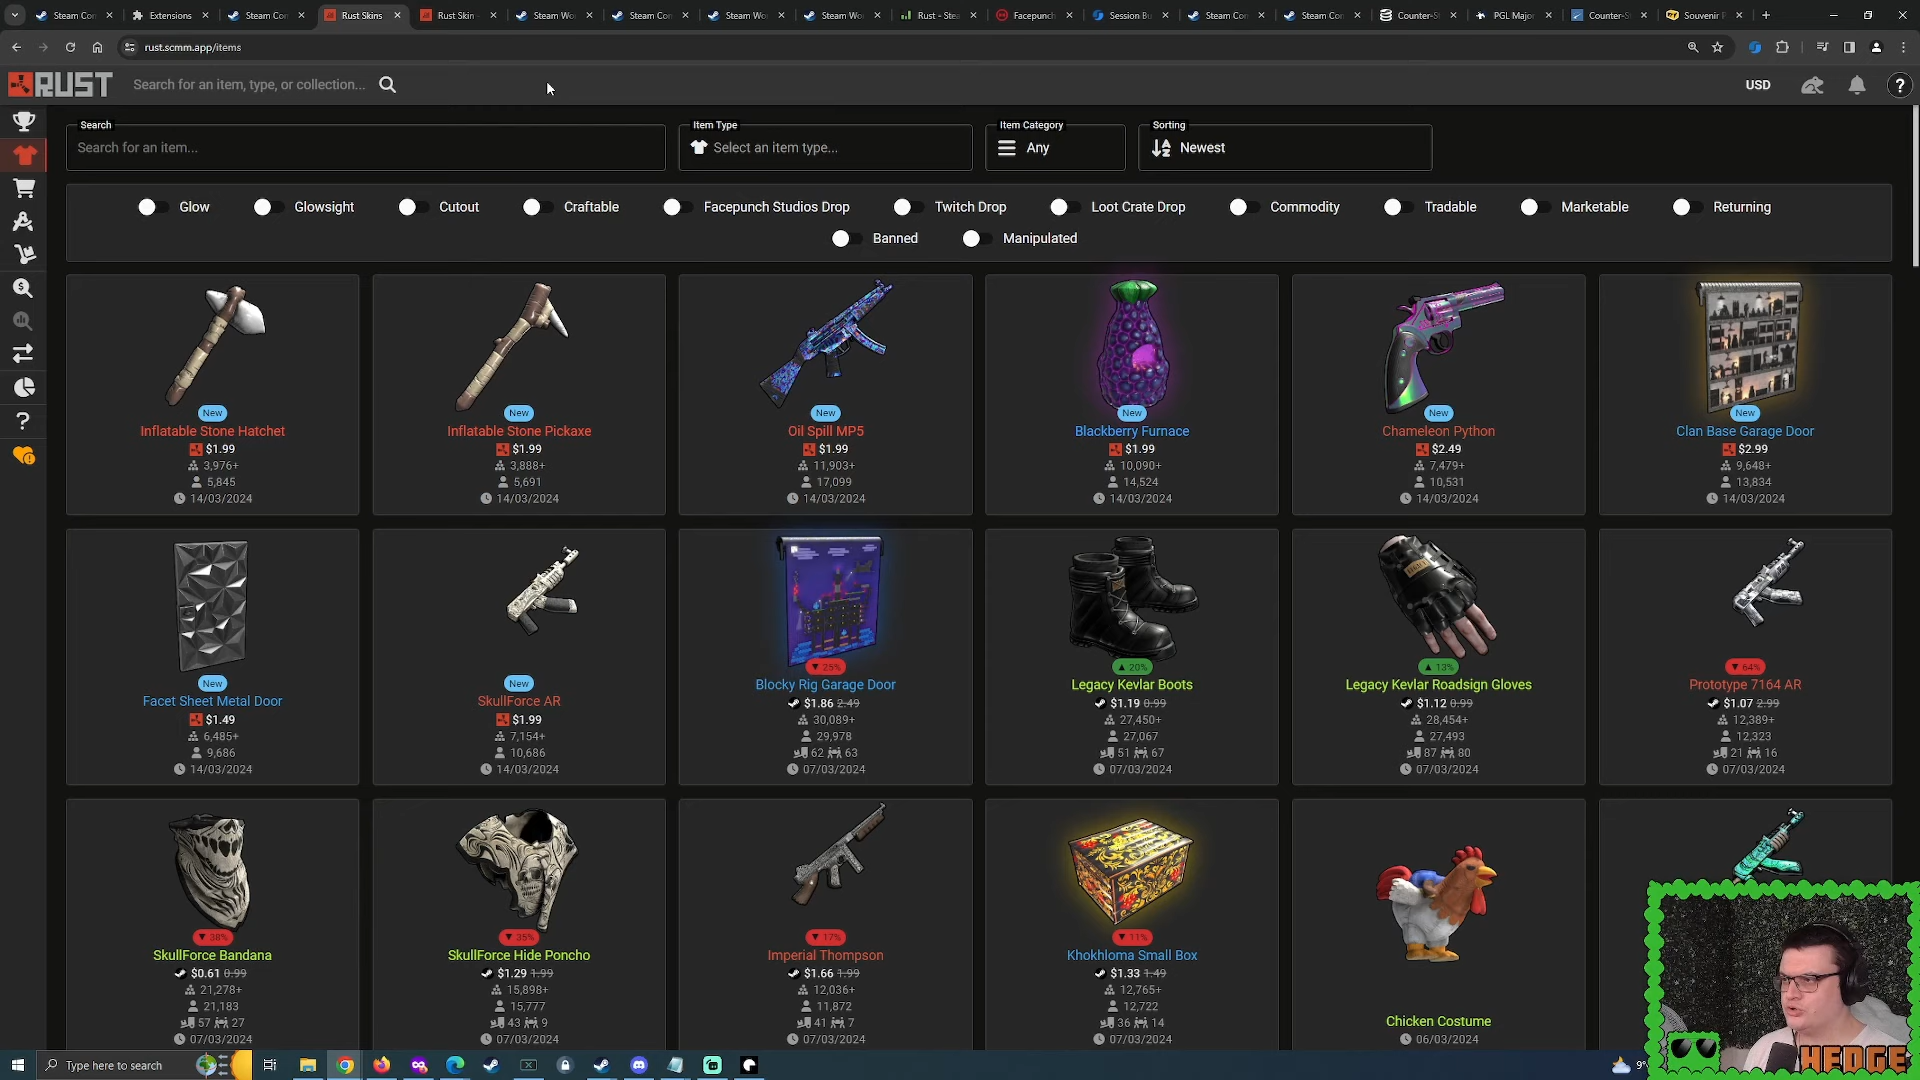 Steam Con
Extensions
Steam Con
Rust Skins
Rust Skin -
Steam Wo
Steam Con
Steam Wo
Steam Wo
Rust - Stea
Facepunch
Session Bu
Steam Con
Steam Con
Counter-St
PGL Major
Counter-S
Souvenir P
rust.scmm.app/items
RUST
Search for an item, type, or collection...
USD
Search
Search for an item...
Item Type
Select an item type...
Item Category
Any
Sorting
Newest
Glow
Glowsight
Cutout
Craftable
Facepunch Studios Drop
Twitch Drop
Loot Crate Drop
Commodity
Tradable
Marketable
Returning
Banned
Manipulated
New
Inflatable Stone Hatchet
$1.99
3,976+
5,845
14/03/2024
New
Inflatable Stone Pickaxe
$1.99
3,888+
5,691
14/03/2024
New
Oil Spill MP5
$1.99
11,903+
17,099
14/03/2024
New
Blackberry Furnace
$1.99
10,090+
14,524
14/03/2024
New
Chameleon Python
$2.49
7,479+
10,531
14/03/2024
New
Clan Base Garage Door
$2.99
9,648+
13,834
14/03/2024
New
Facet Sheet Metal Door
$1.49
6,485+
9,686
14/03/2024
New
SkullForce AR
$1.99
7,154+
10,686
14/03/2024
▼ 25%
Blocky Rig Garage Door
$1.86 2.49
30,089+
29,978
62 63
07/03/2024
▲ 20%
Legacy Kevlar Boots
$1.19 0.99
27,450+
27,067
51 67
07/03/2024
▲ 13%
Legacy Kevlar Roadsign Gloves
$1.12 0.99
28,454+
27,493
87 80
07/03/2024
▼ 64%
Prototype 7164 AR
$1.07 2.99
12,389+
12,323
21 16
07/03/2024
▼ 38%
SkullForce Bandana
$0.61 0.99
21,278+
21,183
57 27
07/03/2024
▼ 35%
SkullForce Hide Poncho
$1.29 1.99
15,898+
15,777
43 9
07/03/2024
▼ 17%
Imperial Thompson
$1.66 1.99
12,036+
11,872
41 7
07/03/2024
▼ 11%
Khokhloma Small Box
$1.33 1.49
12,765+
12,722
36 14
07/03/2024
Chicken Costume
06/03/2024
Type here to search
9°
HEDGE